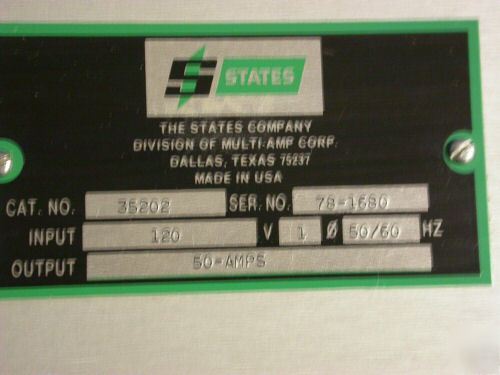 S STATES
THE STATES COMPANY
DIVISION OF MULTI-AMP CORP.
DALLAS, TEXAS 75237
MADE IN USA
CAT. NO. 35202 SER. NO. 78-1680
INPUT 120 V 1 Ø 50/60 HZ
OUTPUT 50-AMPS